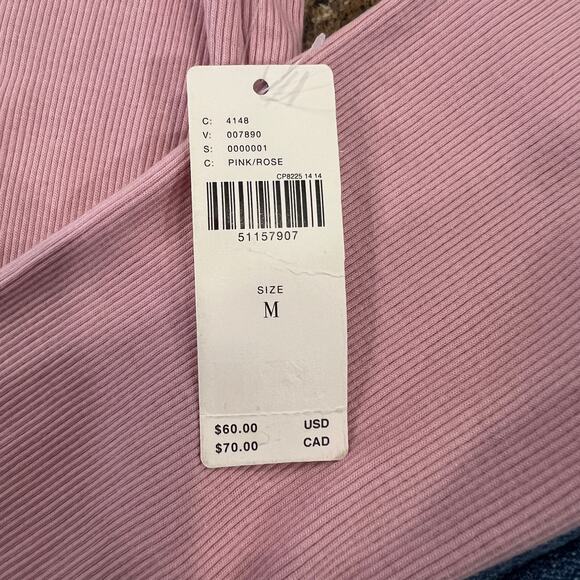 C: 4148
V: 007890
S: 0000001
C: PINK/ROSE
CP8225 14 14
51157907
SIZE
M
$60.00 USD
$70.00 CAD